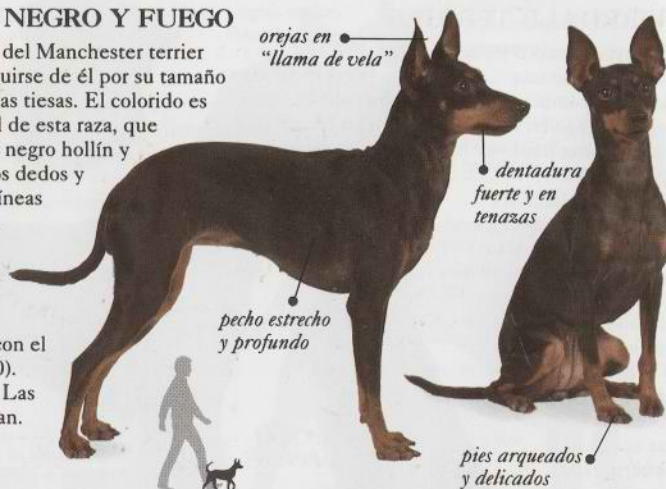 NEGRO Y FUEGO
del Manchester terrier
uirse de él por su tamaño
as tiesas. El colorido es
l de esta raza, que
negro hollín y
s dedos y
íneas
con el
0).
Las
an.
orejas en
"llama de vela"
dentadura
fuerte y en
tenazas
pecho estrecho
y profundo
pies arqueados
y delicados